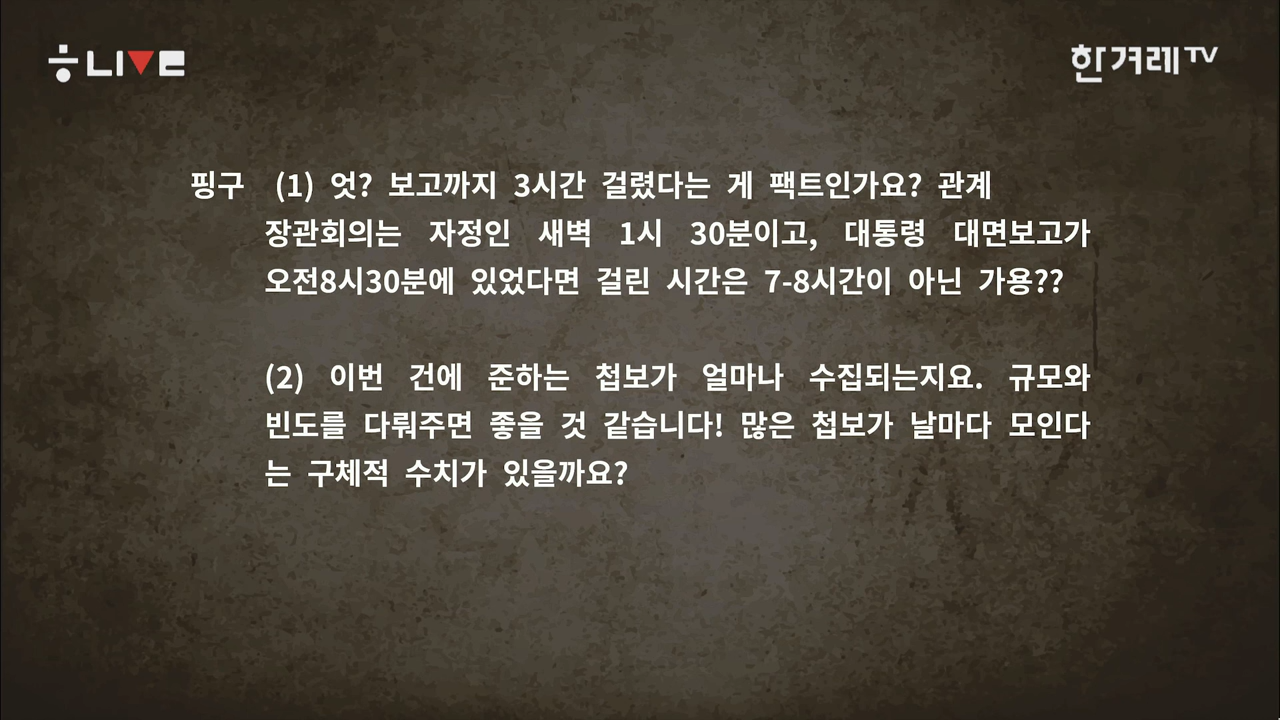 ㅎ LIVE
한겨레TV
핑구 (1) 엇? 보고까지 3시간 걸렸다는 게 팩트인가요? 관계
장관회의는 자정인 새벽 1시 30분이고, 대통령 대면보고가
오전8시30분에 있었다면 걸린 시간은 7-8시간이 아닌 가용??
(2) 이번 건에 준하는 첩보가 얼마나 수집되는지요. 규모와
빈도를 다뤄주면 좋을 것 같습니다! 많은 첩보가 날마다 모인다
는 구체적 수치가 있을까요?